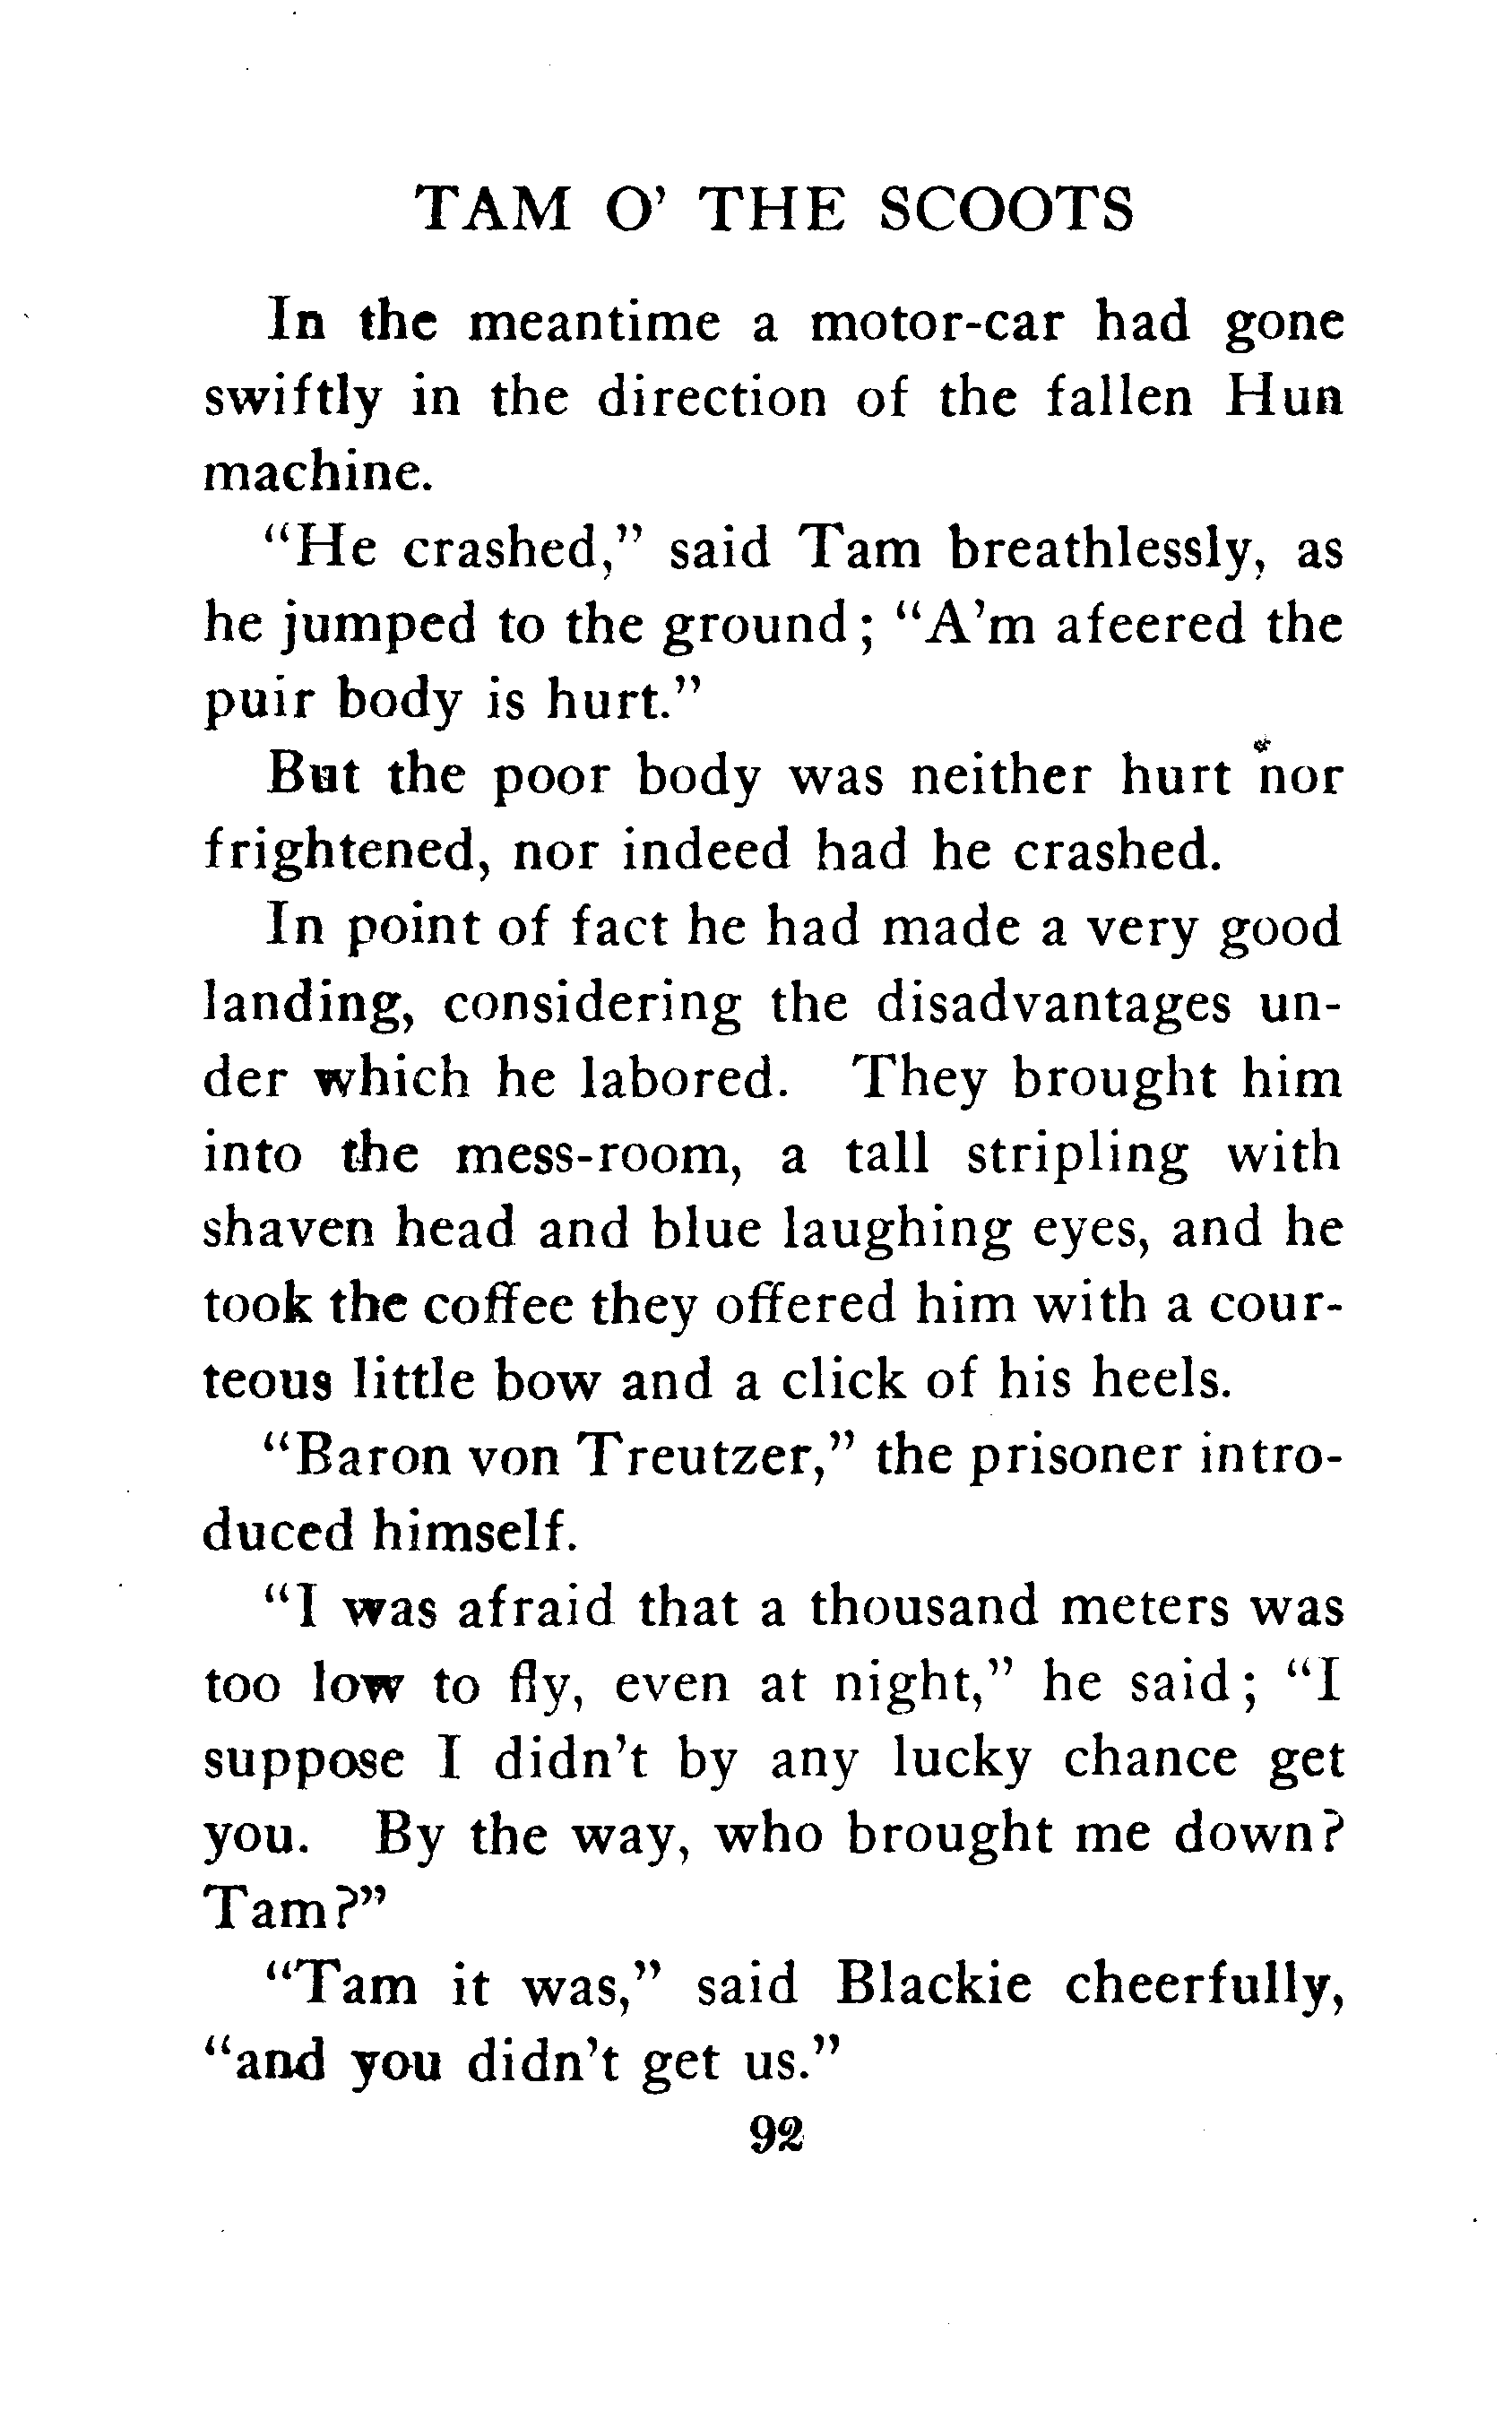 TAM O' THE SCOOTS
In the meantime a motor-car had gone
swiftly in the direction of the fallen Hun
machine.
"He crashed," said Tam breathlessly, as
he jumped to the ground; "A'm afeered the
puir body is hurt."
But the poor body was neither hurt nor
frightened, nor indeed had he crashed.
In point of fact he had made a very good
landing, considering the disadvantages un-
der which he labored. They brought him
into the mess-room, a tall stripling with
shaven head and blue laughing eyes, and he
took the coffee they offered him with a cour-
teous little bow and a click of his heels.
"Baron von Treutzer," the prisoner intro-
duced himself.
"I was afraid that a thousand meters was
too low to fly, even at night," he said; "I
suppose I didn't by any lucky chance get
you. By the way, who brought me down?
Tam?"
"Tam it was," said Blackie cheerfully,
"and you didn't get us."
92